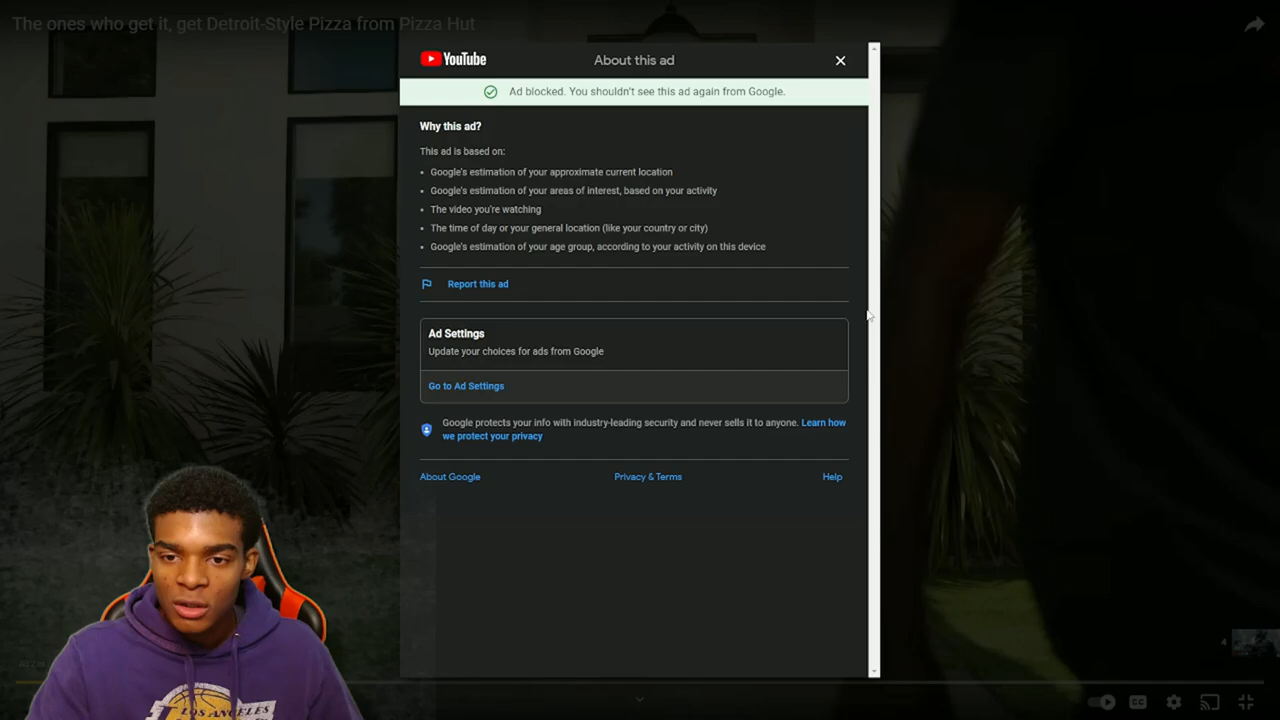 The ones who get it, get Detroit-Style Pizza from Pizza Hut
YouTube
About this ad
Ad blocked. You shouldn't see this ad again from Google.
Why this ad?
This ad is based on:
• Google's estimation of your approximate current location
• Google's estimation of your areas of interest, based on your activity
• The video you're watching
• The time of day or your general location (like your country or city)
• Google's estimation of your age group, according to your activity on this device
Report this ad
Ad Settings
Update your choices for ads from Google
Go to Ad Settings
Google protects your info with industry-leading security and never sells it to anyone. Learn how
we protect your privacy
About Google
Privacy & Terms
Help
4
LOS ANGELES
CC